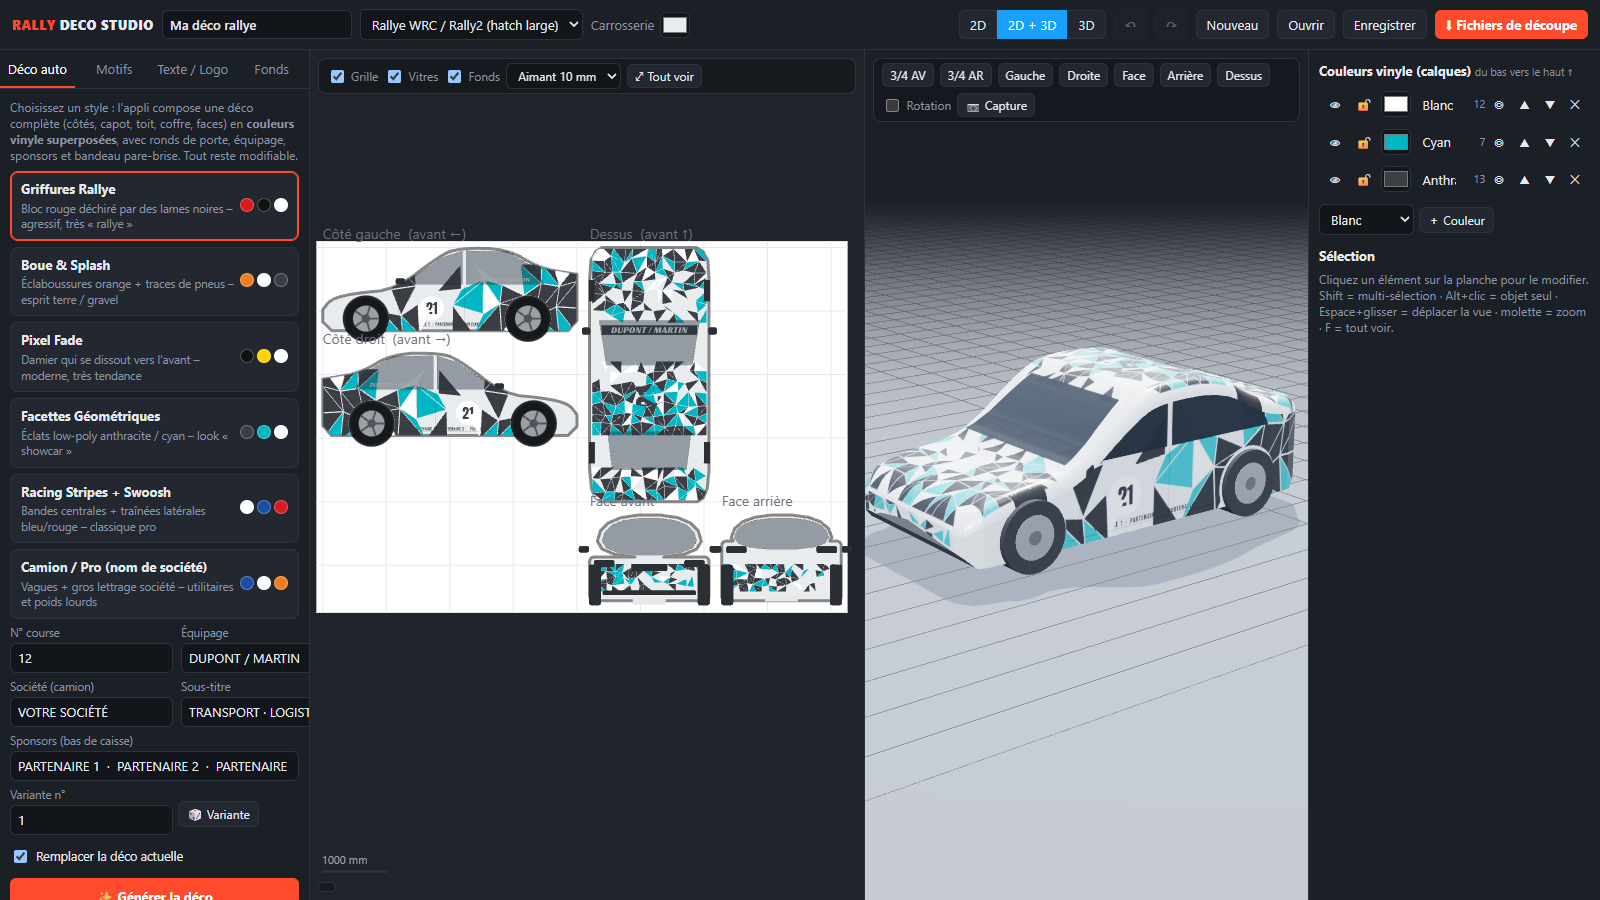 RALLY DECO STUDIO
Ma déco rallye
Rallye WRC / Rally2 (hatch large)
Carrosserie
2D
2D + 3D
3D
Nouveau
Ouvrir
Enregistrer
⬇ Fichiers de découpe
Déco auto
Motifs
Texte / Logo
Fonds
Choisissez un style : l'appli compose une déco
complète (côtés, capot, toit, coffre, faces) en couleurs
vinyle superposées, avec ronds de porte, équipage,
sponsors et bandeau pare-brise. Tout reste modifiable.
Griffures Rallye
Bloc rouge déchiré par des lames noires –
agressif, très « rallye »
Boue & Splash
Éclaboussures orange + traces de pneus –
esprit terre / gravel
Pixel Fade
Damier qui se dissout vers l'avant –
moderne, très tendance
Facettes Géométriques
Éclats low-poly anthracite / cyan – look «
showcar »
Racing Stripes + Swoosh
Bandes centrales + traînées latérales
bleu/rouge – classique pro
Camion / Pro (nom de société)
Vagues + gros lettrage société – utilitaires
et poids lourds
N° course
Équipage
12
DUPONT / MARTIN
Société (camion)
Sous-titre
VOTRE SOCIÉTÉ
TRANSPORT · LOGIST
Sponsors (bas de caisse)
PARTENAIRE 1 · PARTENAIRE 2 · PARTENAIRE
Variante n°
1
Variante
Remplacer la déco actuelle
✨ Générer la déco
Grille
Vitres
Fonds
Aimant 10 mm
⤢ Tout voir
Côté gauche (avant ←)
Dessus (avant ↑)
DUPONT / MARTIN
Côté droit (avant →)
21
Face avant
Face arrière
1000 mm
3/4 AV
3/4 AR
Gauche
Droite
Face
Arrière
Dessus
Rotation
Capture
Couleurs vinyle (calques) du bas vers le haut ↑
Blanc
12
Cyan
7
Anthr
13
Blanc
+ Couleur
Sélection
Cliquez un élément sur la planche pour le modifier.
Shift = multi-sélection · Alt+clic = objet seul ·
Espace+glisser = déplacer la vue · molette = zoom
· F = tout voir.